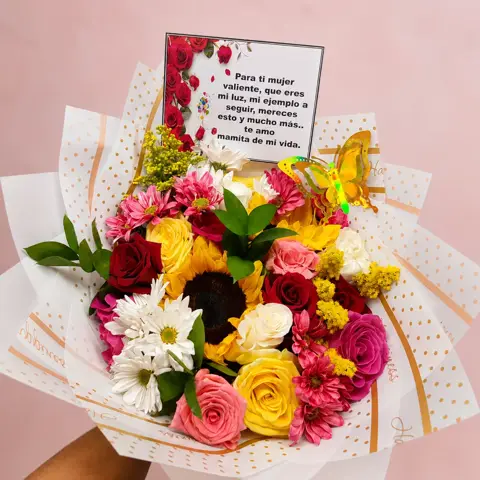 Para ti mujer
valiente, que eres
mi luz, mi ejemplo a
seguir, mereces
esto y mucho más..
te amo
mamita de mi vida.